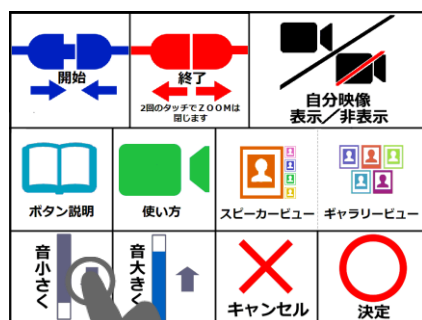 開始
終了
2回のタッチでZOOMは
閉じます
自分映像
表示／非表示
ボタン説明
使い方
スピーカービュー
ギャラリービュー
音小さく
音大きく
キャンセル
決定